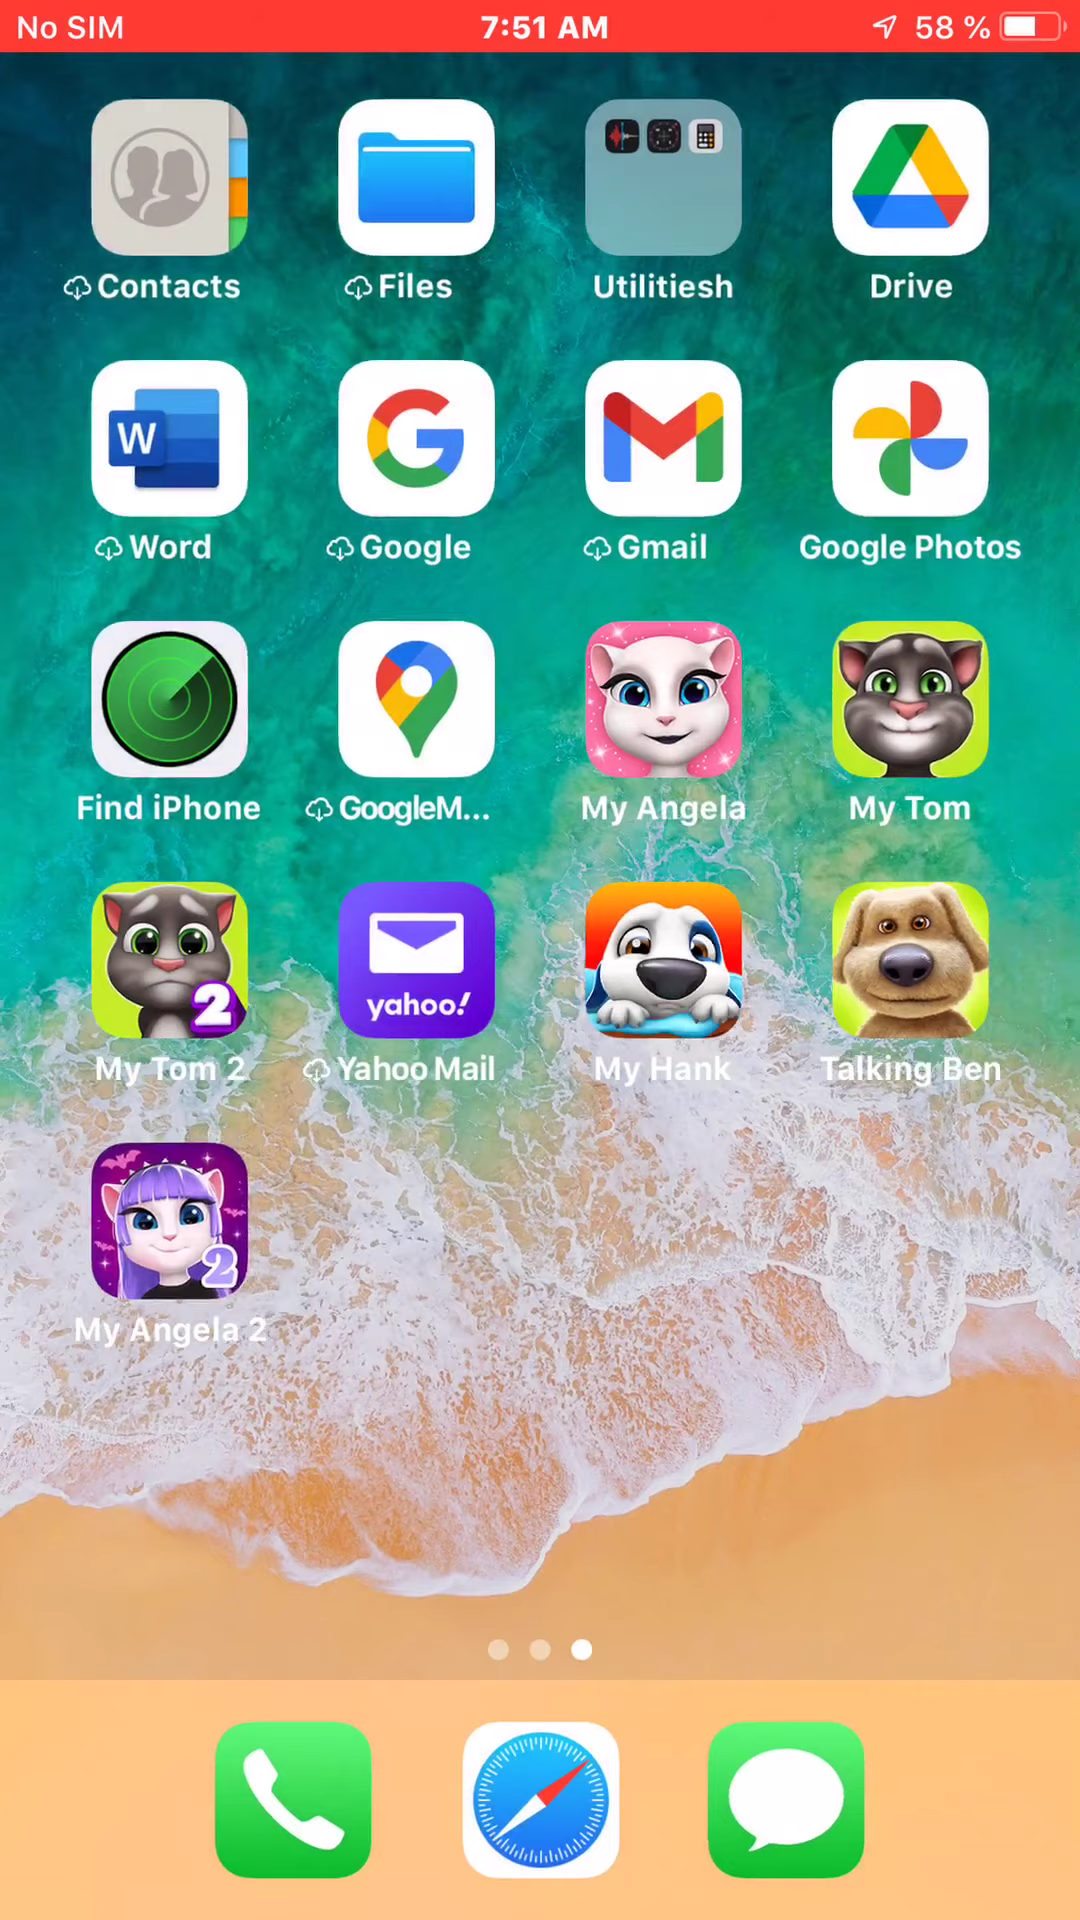 No SIM 7:51 AM 58 %
Contacts Files Utilitiesh Drive
W
Word Google Gmail Google Photos
Find iPhone GoogleM... My Angela My Tom
2 yahoo!
My Tom 2 Yahoo Mail My Hank Talking Ben
2
My Angela 2